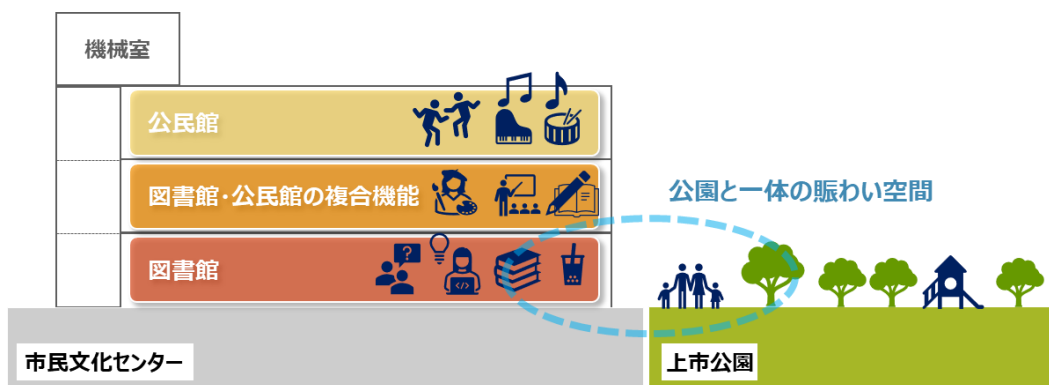 機械室
公民館
図書館・公民館の複合機能
公園と一体の賑わい空間
図書館
?
</>
市民文化センター
上市公園